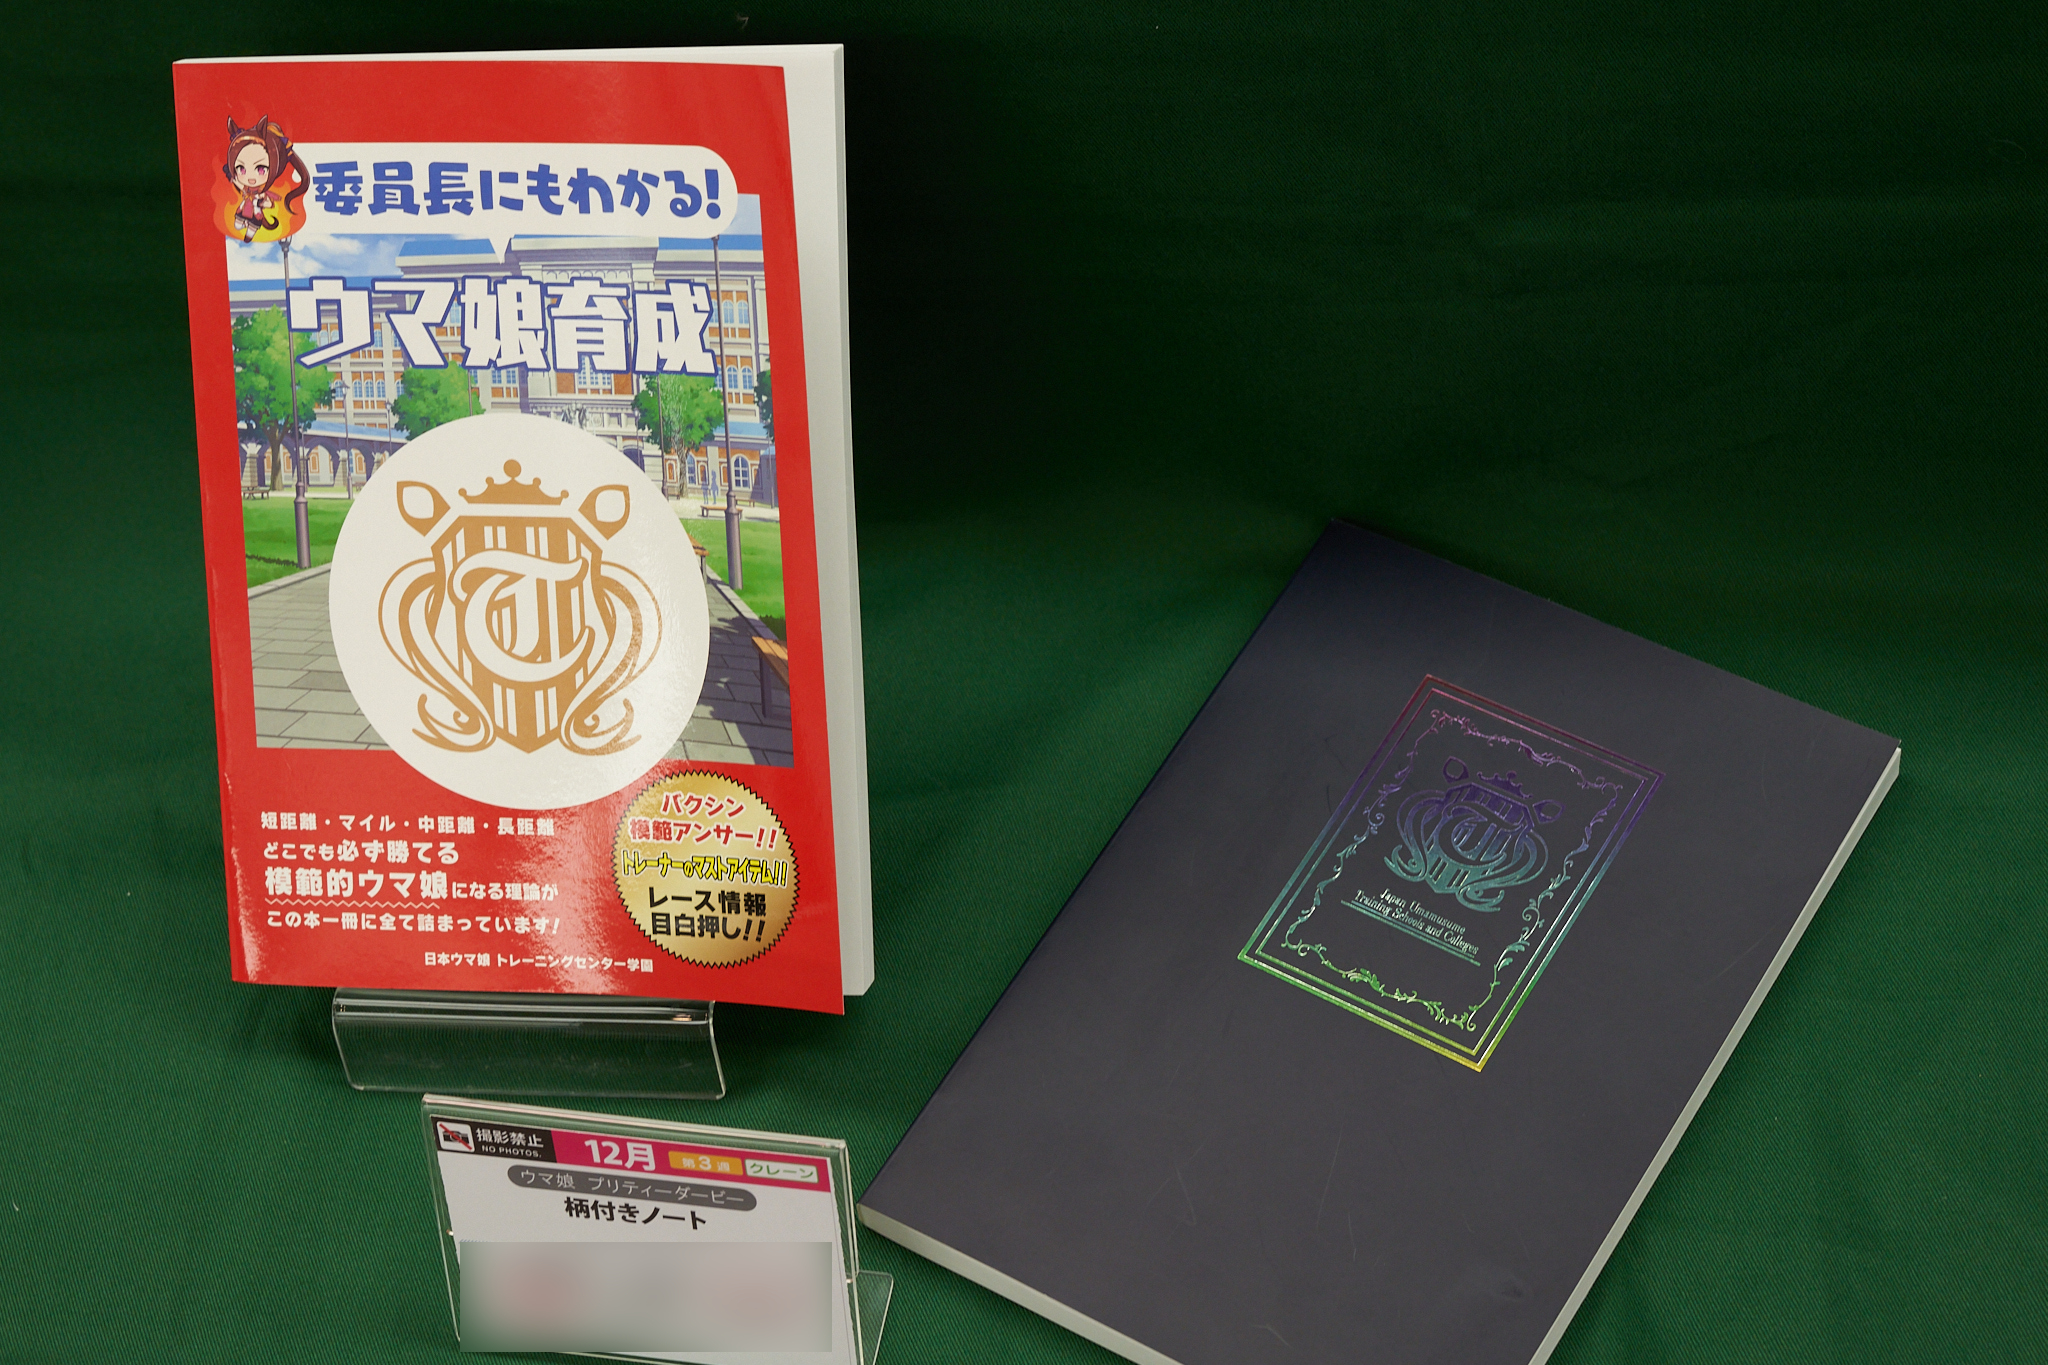 委員長にもわかる!
ウマ娘育成
T
短距離・マイル・中距離・長距離
どこでも必ず勝てる
模範的ウマ娘になる理論が
この本一冊に全て詰まっています!
バクシン
模範アンサー!!
トレーナーのマストアイテム!!
レース情報
目白押し!!
日本ウマ娘 トレーニングセンター学園
T
Japan Umamusume
Training Schools and Colleges
撮影禁止
NO PHOTOS.
12月
第3週
クレーン
ウマ娘 プリティーダービー
柄付きノート